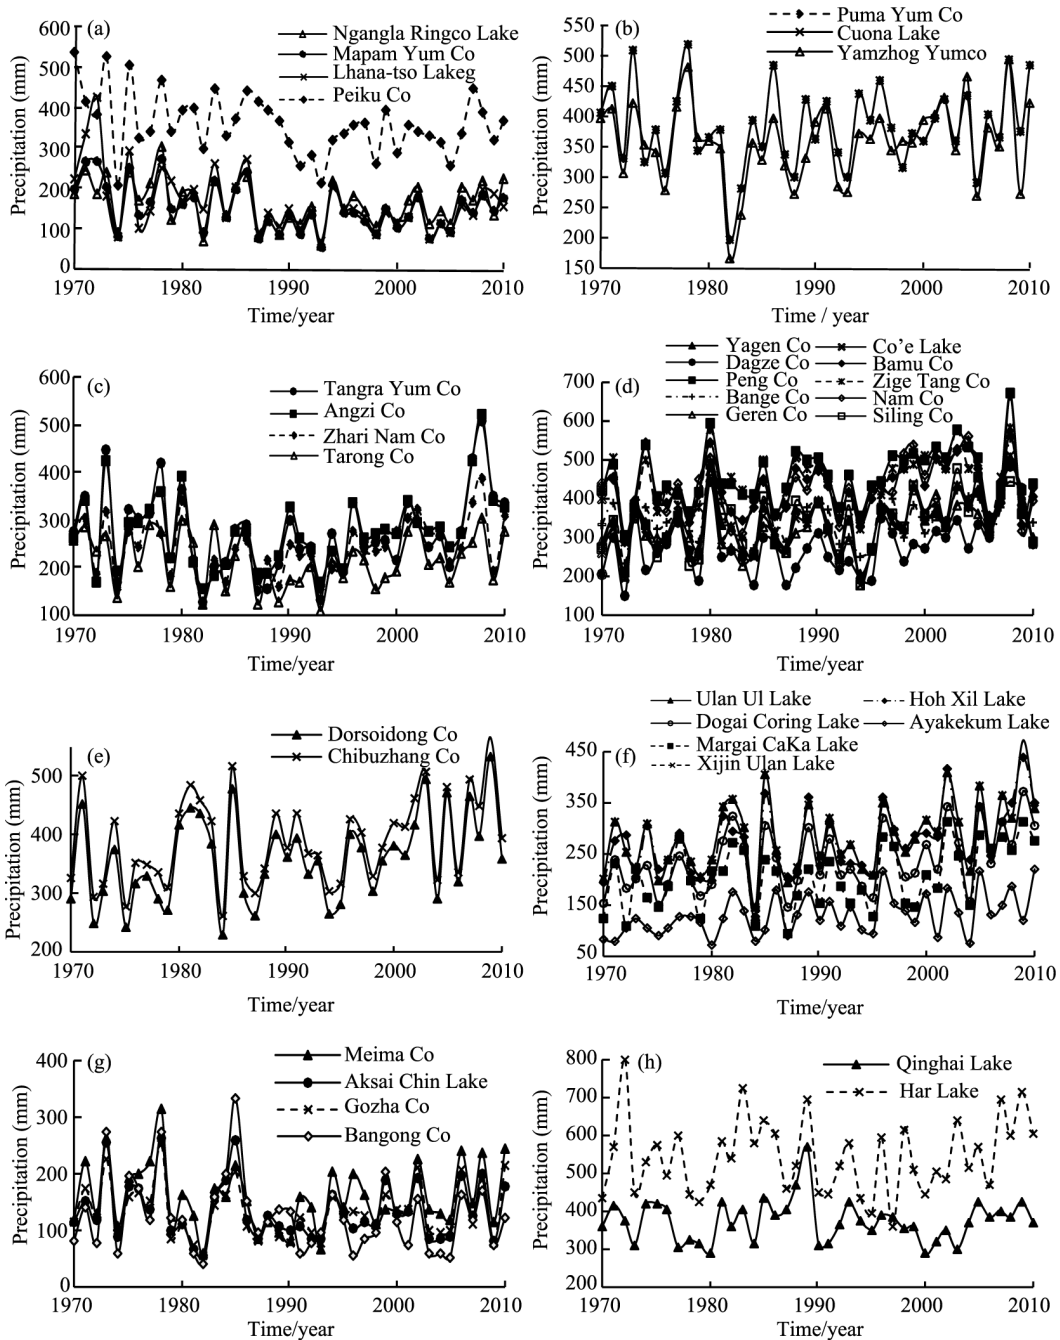 (a)
Ngangla Ringco Lake
Mapam Yum Co
Lhana-tso Lakeg
Peiku Co
Precipitation (mm)
600
500
400
300
200
100
0
1970 1980 1990 2000 2010
Time/year
(b)
Puma Yum Co
Cuona Lake
Yamzhog Yumco
Precipitation (mm)
550
500
450
400
350
300
250
200
150
1970 1980 1990 2000 2010
Time / year
(c)
Tangra Yum Co
Angzi Co
Zhari Nam Co
Tarong Co
Precipitation (mm)
600
500
400
300
200
100
1970 1980 1990 2000 2010
Time/year
(d)
Yagen Co Co'e Lake
Dagze Co Bamu Co
Peng Co Zige Tang Co
Bange Co Nam Co
Geren Co Siling Co
Precipitation (mm)
700
600
500
400
300
200
100
1970 1980 1990 2000 2010
Time/year
(e)
Dorsoidong Co
Chibuzhang Co
Precipitation (mm)
500
400
300
200
1970 1980 1990 2000 2010
Time/year
(f)
Ulan Ul Lake Hoh Xil Lake
Dogai Coring Lake Ayakekum Lake
Margai CaKa Lake
Xijin Ulan Lake
Precipitation (mm)
450
350
250
150
50
1970 1980 1990 2000 2010
Time/year
(g)
Meima Co
Aksai Chin Lake
Gozha Co
Bangong Co
Precipitation (mm)
400
300
200
100
0
1970 1980 1990 2000 2010
Time/year
(h)
Qinghai Lake
Har Lake
Precipitation (mm)
800
700
600
500
400
300
200
1970 1980 1990 2000 2010
Time/year